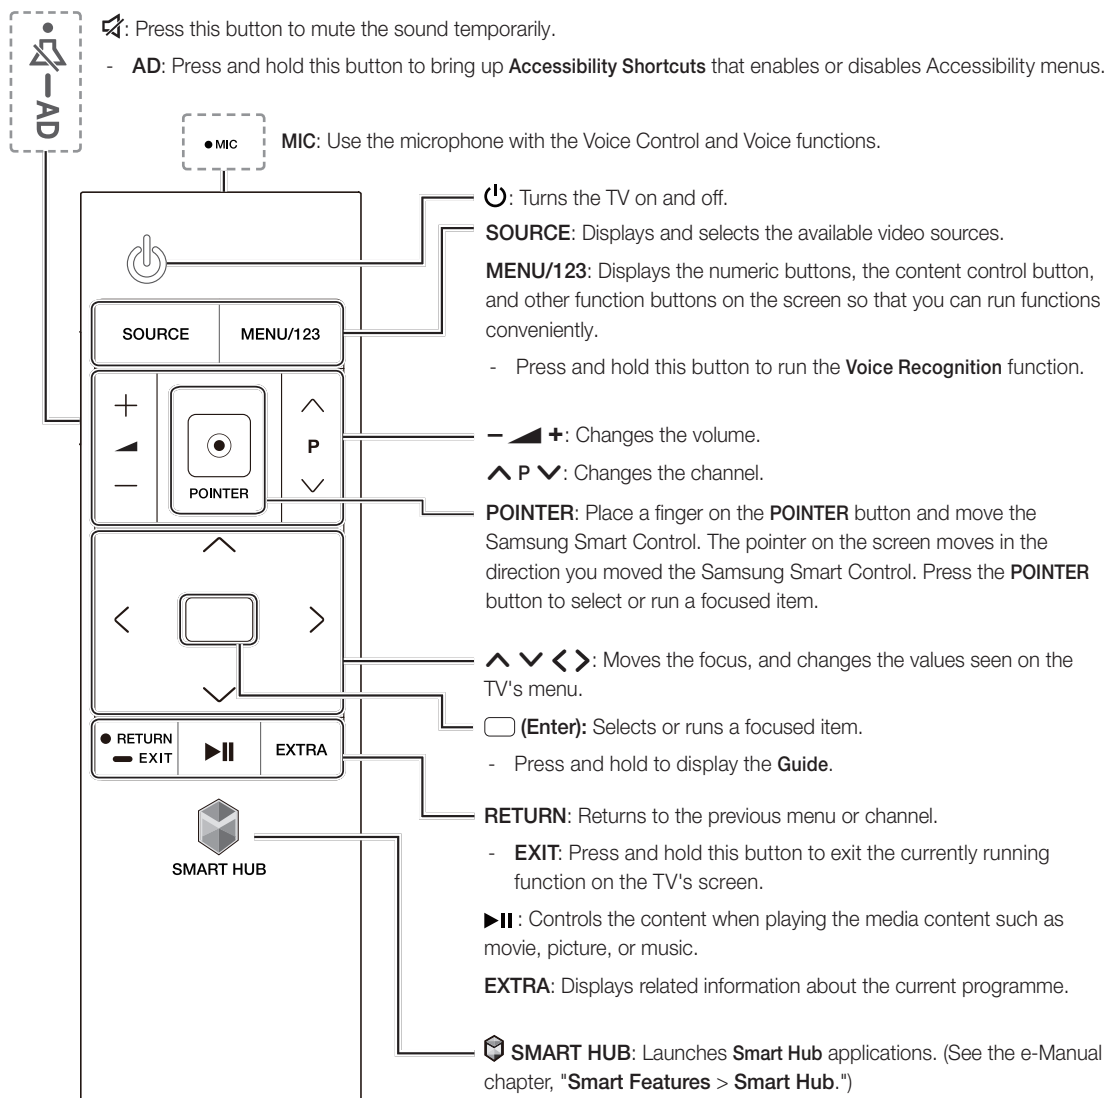 : Press this button to mute the sound temporarily.
- AD: Press and hold this button to bring up Accessibility Shortcuts that enables or disables Accessibility menus.
AD
MIC
MIC: Use the microphone with the Voice Control and Voice functions.
: Turns the TV on and off.
SOURCE: Displays and selects the available video sources.
MENU/123: Displays the numeric buttons, the content control button,
and other function buttons on the screen so that you can run functions
conveniently.
- Press and hold this button to run the Voice Recognition function.
SOURCE
MENU/123
P
POINTER
− +: Changes the volume.
P : Changes the channel.
POINTER: Place a finger on the POINTER button and move the
Samsung Smart Control. The pointer on the screen moves in the
direction you moved the Samsung Smart Control. Press the POINTER
button to select or run a focused item.
: Moves the focus, and changes the values seen on the
TV's menu.
(Enter): Selects or runs a focused item.
- Press and hold to display the Guide.
RETURN
EXIT
EXTRA
RETURN: Returns to the previous menu or channel.
- EXIT: Press and hold this button to exit the currently running
function on the TV's screen.
: Controls the content when playing the media content such as
movie, picture, or music.
EXTRA: Displays related information about the current programme.
SMART HUB
SMART HUB: Launches Smart Hub applications. (See the e-Manual
chapter, "Smart Features > Smart Hub.")